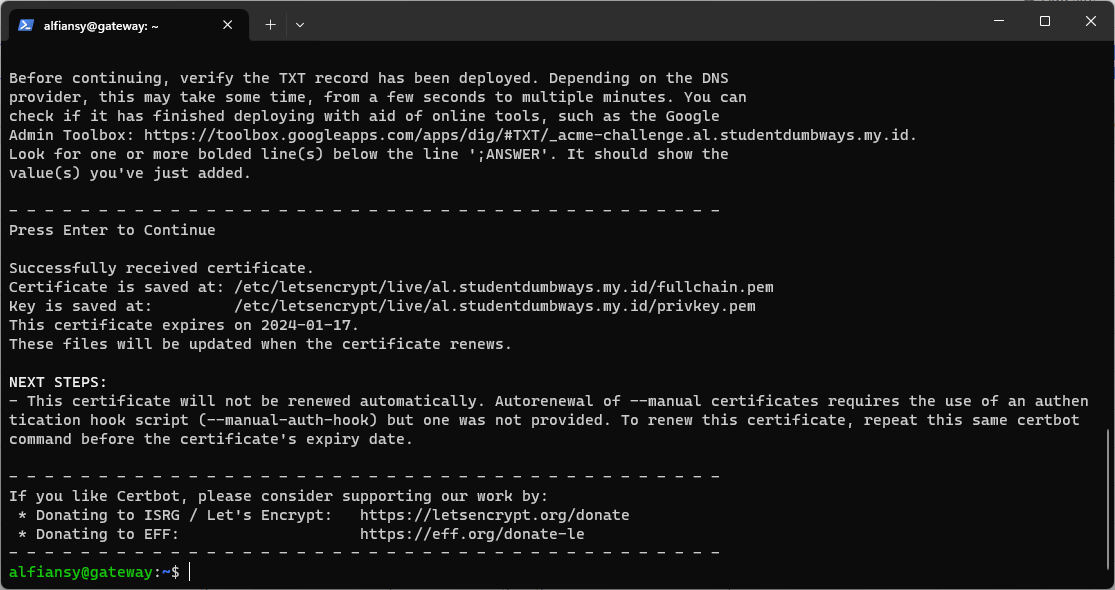 alfiansy@gateway: ~
Before continuing, verify the TXT record has been deployed. Depending on the DNS
provider, this may take some time, from a few seconds to multiple minutes. You can
check if it has finished deploying with aid of online tools, such as the Google
Admin Toolbox: https://toolbox.googleapps.com/apps/dig/#TXT/_acme-challenge.al.studentdumbways.my.id.
Look for one or more bolded line(s) below the line ';ANSWER'. It should show the
value(s) you've just added.
- - - - - - - - - - - - - - - - - - - - - - - - - - - - - - - - - - - - - - - -
Press Enter to Continue
Successfully received certificate.
Certificate is saved at: /etc/letsencrypt/live/al.studentdumbways.my.id/fullchain.pem
Key is saved at:         /etc/letsencrypt/live/al.studentdumbways.my.id/privkey.pem
This certificate expires on 2024-01-17.
These files will be updated when the certificate renews.
NEXT STEPS:
- This certificate will not be renewed automatically. Autorenewal of --manual certificates requires the use of an authen
tication hook script (--manual-auth-hook) but one was not provided. To renew this certificate, repeat this same certbot
command before the certificate's expiry date.
- - - - - - - - - - - - - - - - - - - - - - - - - - - - - - - - - - - - - - - -
If you like Certbot, please consider supporting our work by:
 * Donating to ISRG / Let's Encrypt:   https://letsencrypt.org/donate
 * Donating to EFF:                    https://eff.org/donate-le
- - - - - - - - - - - - - - - - - - - - - - - - - - - - - - - - - - - - - - - -
alfiansy@gateway:~$